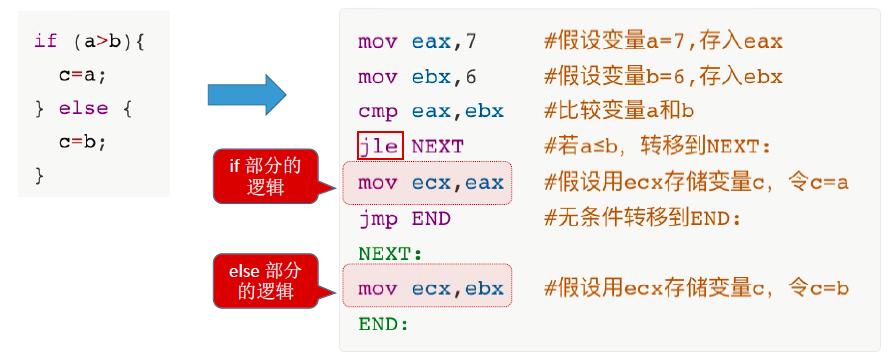 if (a>b){
c=a;
} else {
c=b;
}
mov eax,7 #假设变量a=7,存入eax
mov ebx,6 #假设变量b=6,存入ebx
cmp eax,ebx #比较变量a和b
jle NEXT #若a≤b，转移到NEXT:
if 部分的
逻辑
mov ecx,eax #假设用ecx存储变量c，令c=a
jmp END #无条件转移到END:
NEXT:
else 部分
的逻辑
mov ecx,ebx #假设用ecx存储变量c，令c=b
END: